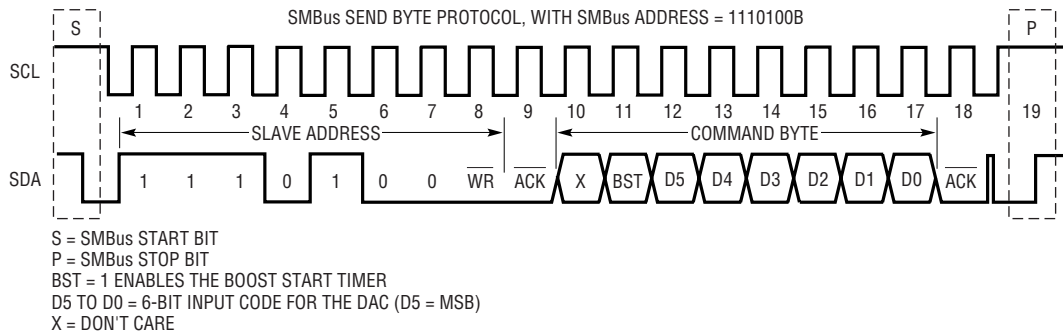 SMBus SEND BYTE PROTOCOL, WITH SMBus ADDRESS = 1110100B
S P
SCL
1 2 3 4 5 6 7 8 9 10 11 12 13 14 15 16 17 18 19
SLAVE ADDRESS COMMAND BYTE
SDA 1 1 1 0 1 0 0 WR ACK X BST D5 D4 D3 D2 D1 D0 ACK
S = SMBus START BIT
P = SMBus STOP BIT
BST = 1 ENABLES THE BOOST START TIMER
D5 TO D0 = 6-BIT INPUT CODE FOR THE DAC (D5 = MSB)
X = DON'T CARE